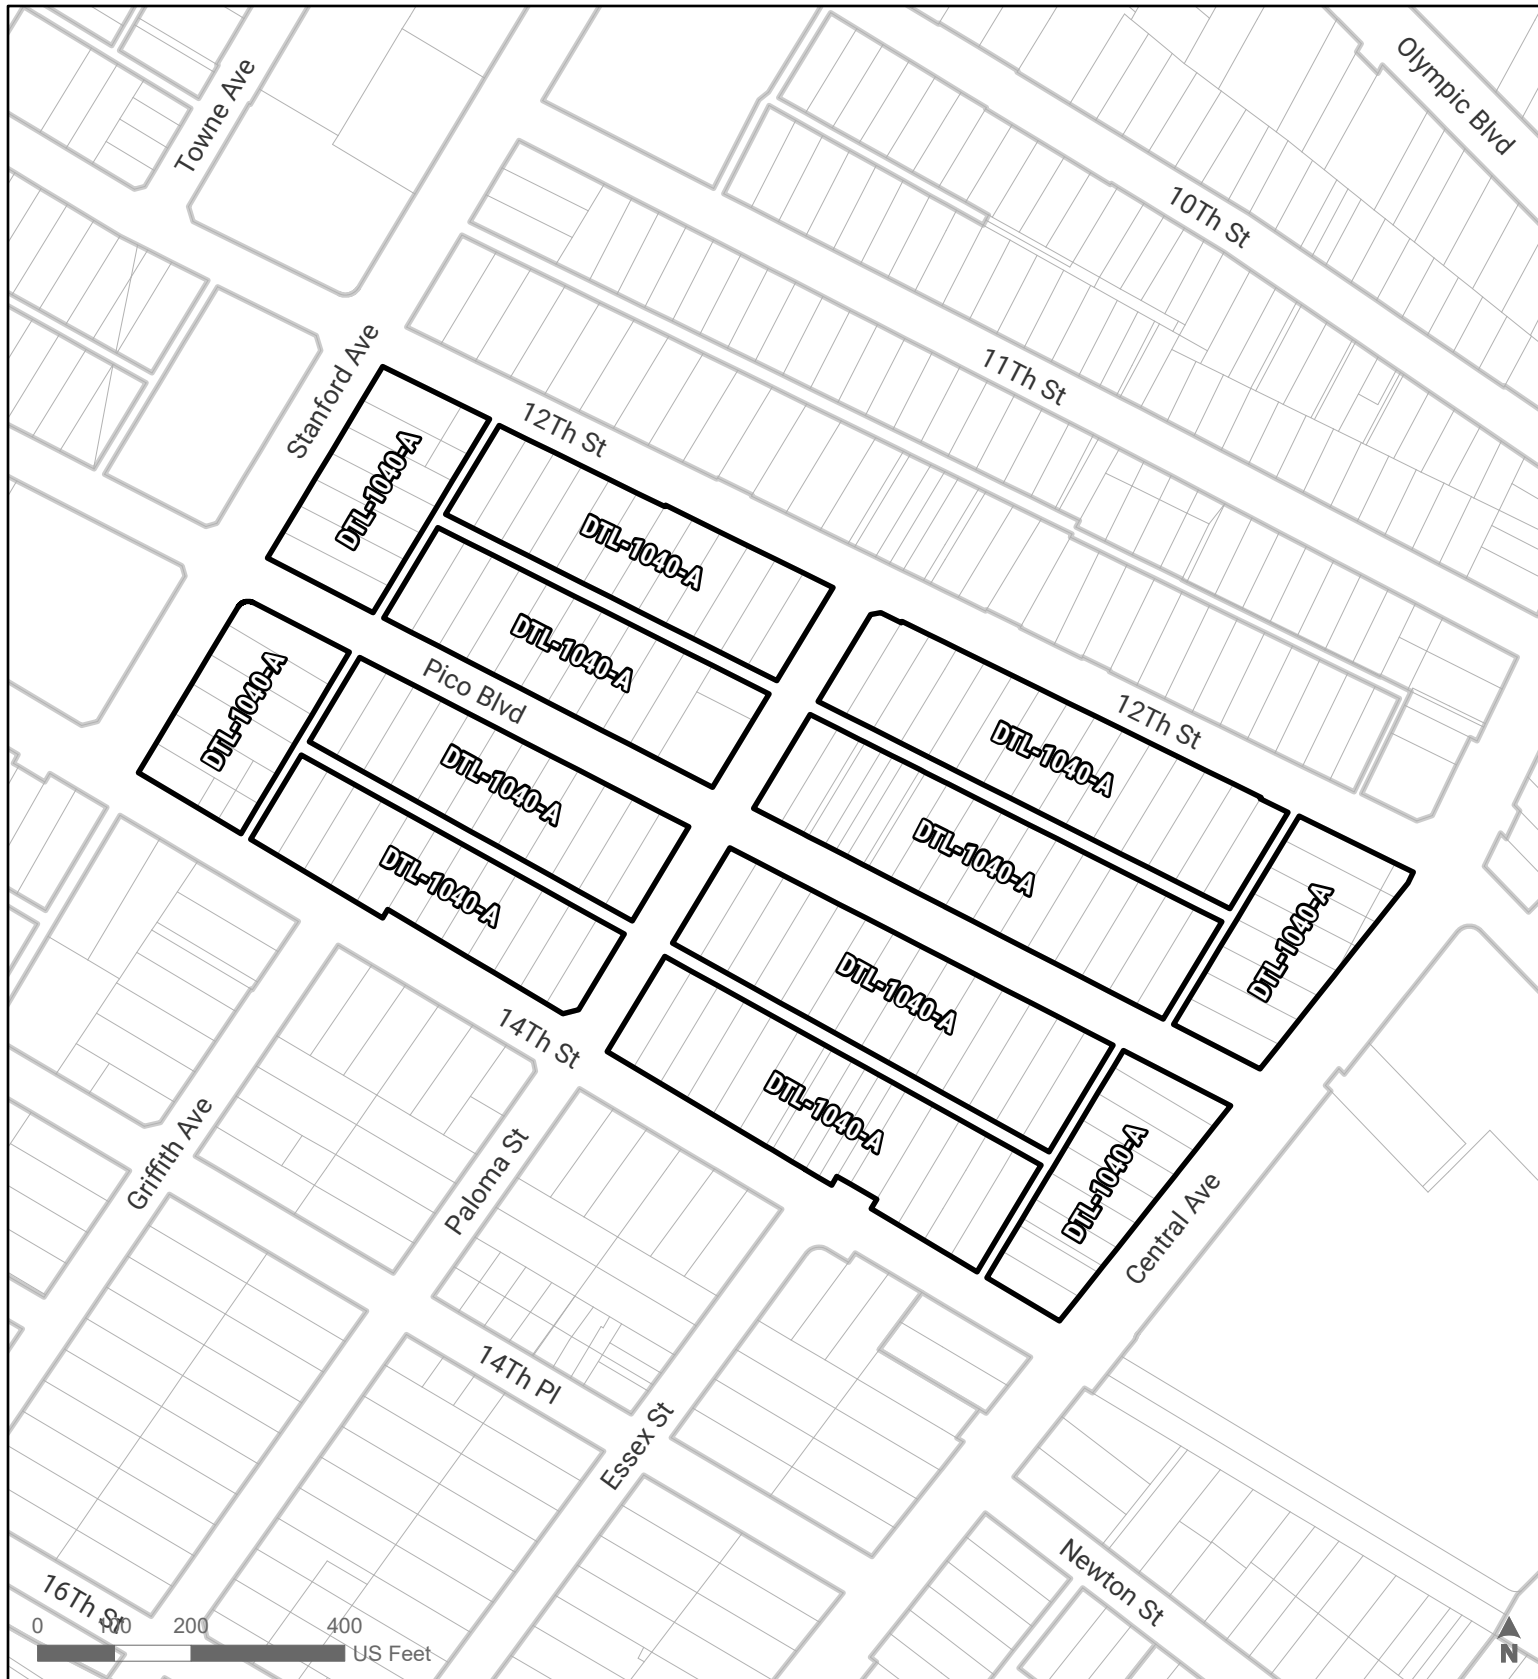 Olympic Blvd
Towne Ave
10Th St
11Th St
Stanford Ave
12Th St
DTL-1040-A
DTL-1040-A
DTL-1040-A
DTL-1040-A
Pico Blvd
12Th St
DTL-1040-A
DTL-1040-A
DTL-1040-A
DTL-1040-A
DTL-1040-A
DTL-1040-A
14Th St
DTL-1040-A
DTL-1040-A
Griffith Ave
Paloma St
Central Ave
14Th Pl
Essex St
Newton St
16Th St
0 100 200 400
US Feet
N